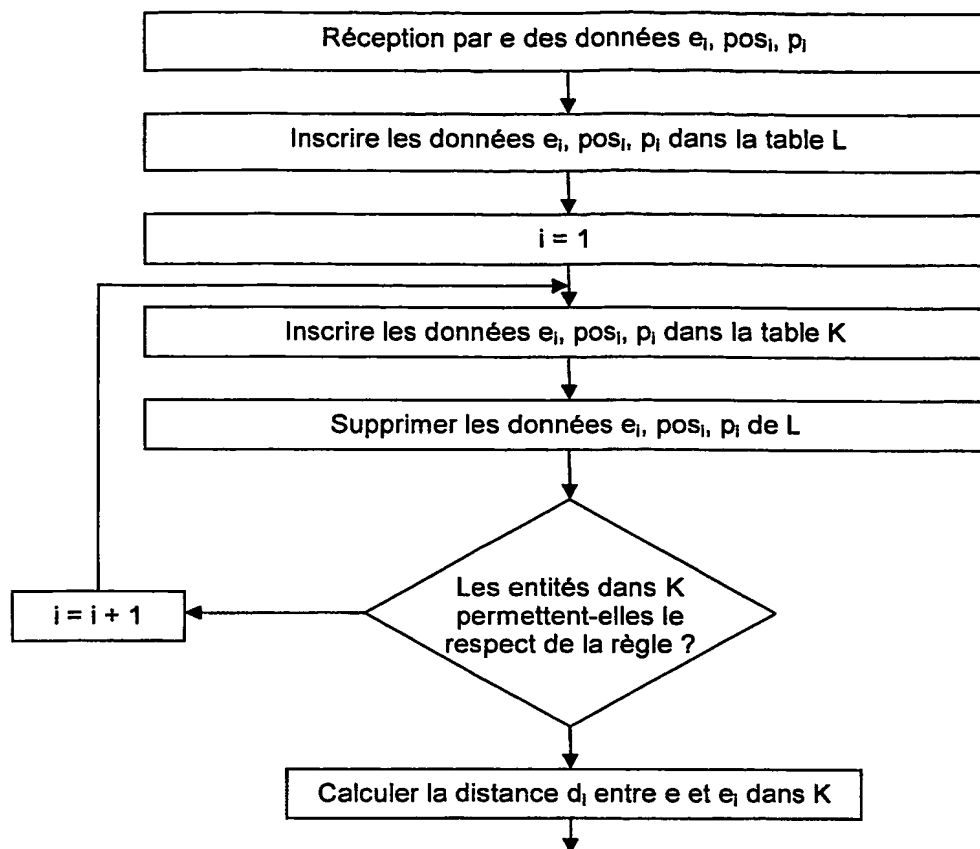 Réception par e des données eᵢ, posᵢ, pᵢ
Inscrire les données eᵢ, posᵢ, pᵢ dans la table L
i = 1
Inscrire les données eᵢ, posᵢ, pᵢ dans la table K
Supprimer les données eᵢ, posᵢ, pᵢ de L
Les entités dans K
permettent-elles le
respect de la règle ?
i = i + 1
Calculer la distance dᵢ entre e et eᵢ dans K